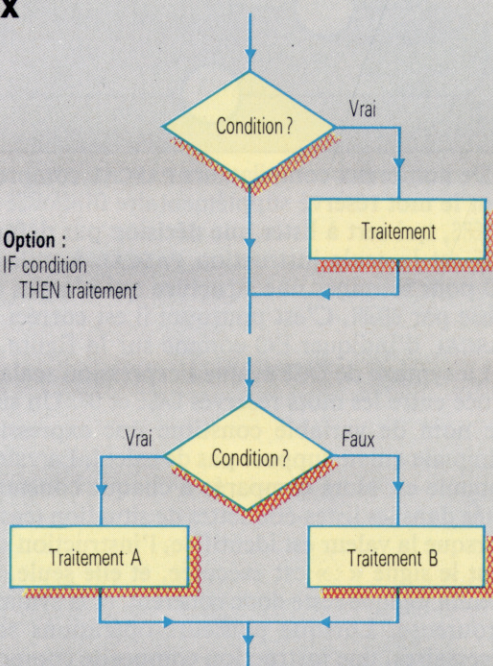 x
Condition ?
Vrai
Traitement
Option :
IF condition
THEN traitement
Vrai
Faux
Condition ?
Traitement A
Traitement B